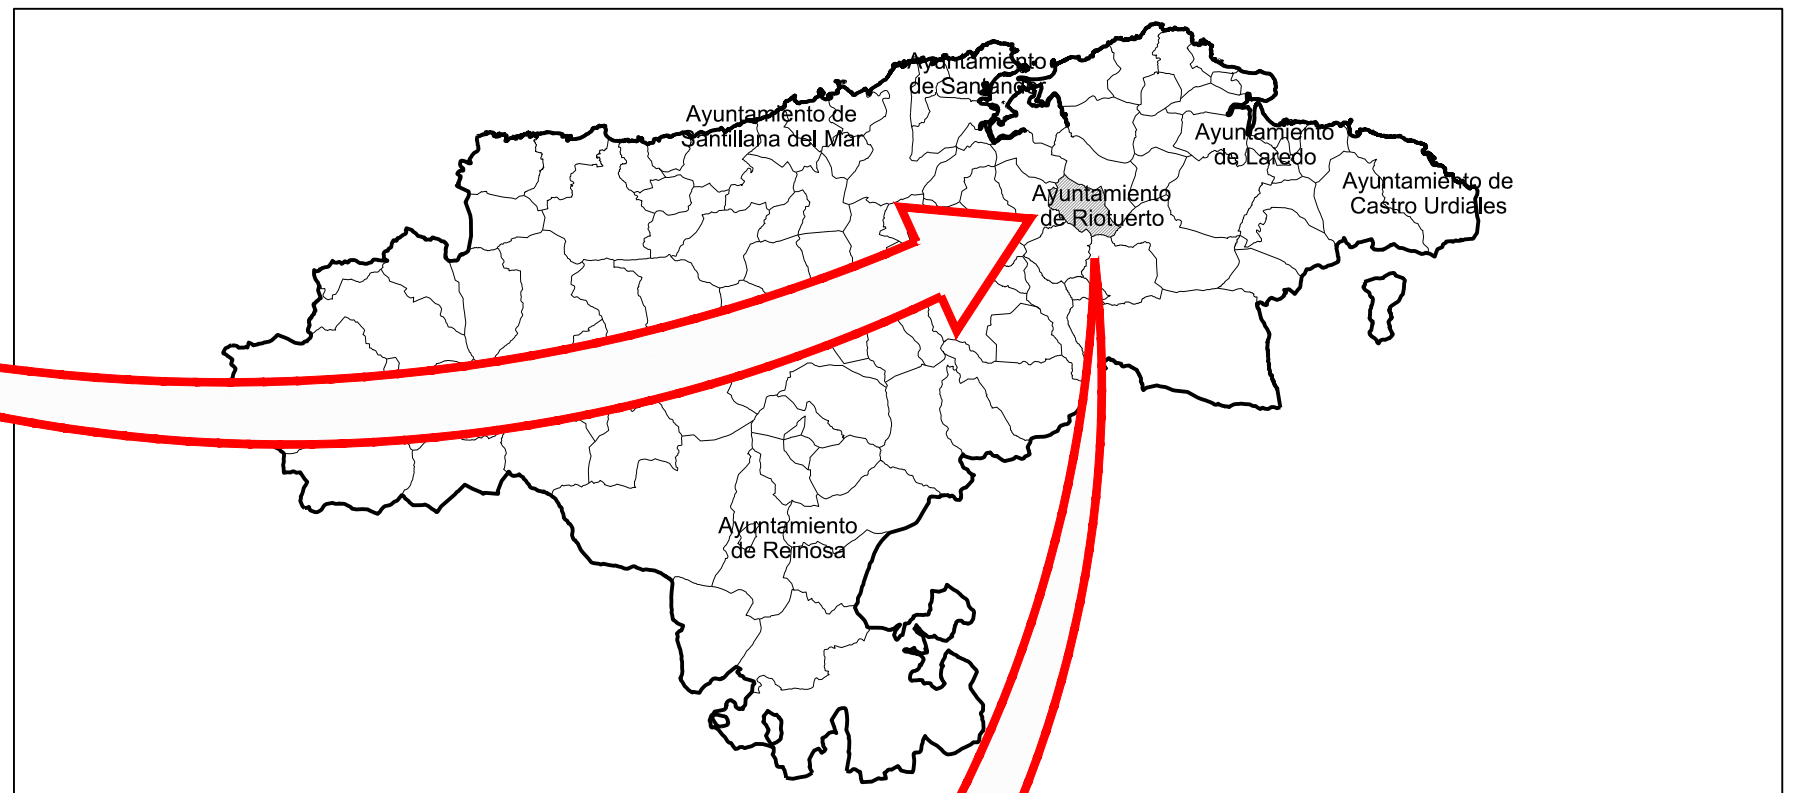 Ayuntamiento
de Santander
Ayuntamiento de
Santillana del Mar
Ayuntamiento
de Laredo
Ayuntamiento de
Castro Urdiales
Ayuntamiento
de Riotuerto
Ayuntamiento
de Reinosa